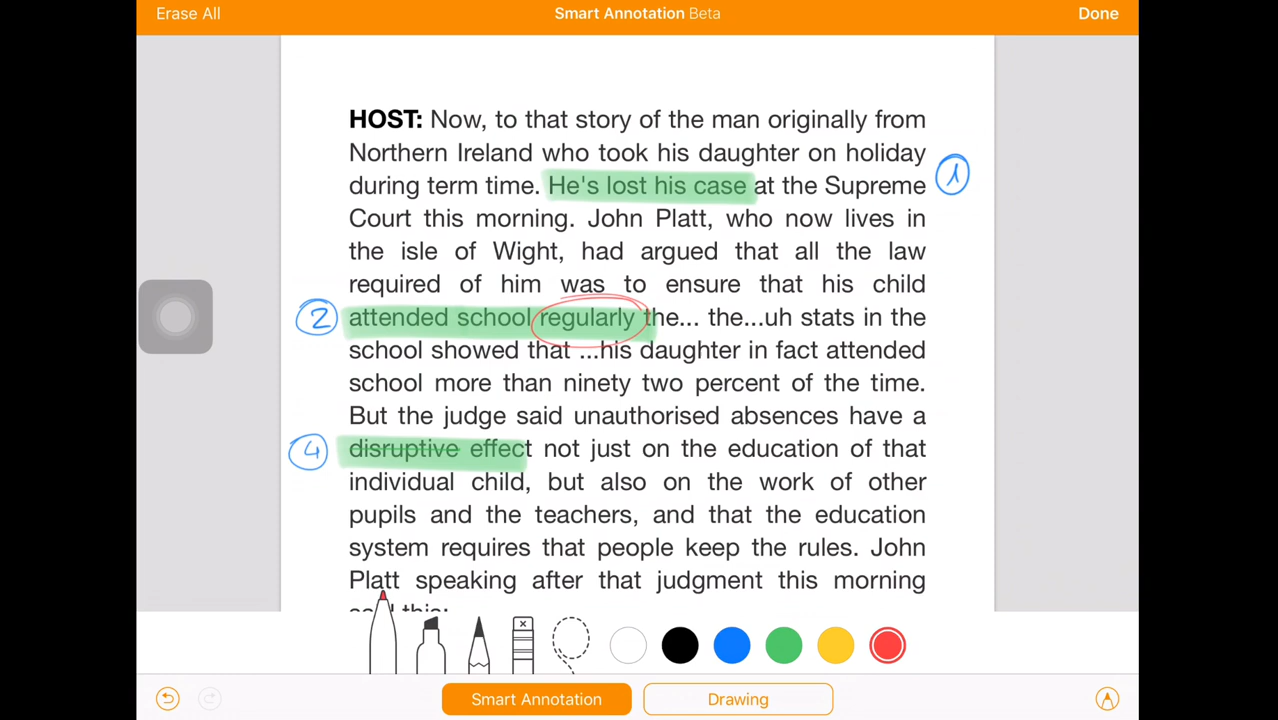 Erase All
Smart Annotation Beta
Done
HOST: Now, to that story of the man originally from
Northern Ireland who took his daughter on holiday
during term time. He's lost his case at the Supreme
1
Court this morning. John Platt, who now lives in
the isle of Wight, had argued that all the law
required of him was to ensure that his child
2
attended school regularly the... the...uh stats in the
school showed that ...his daughter in fact attended
school more than ninety two percent of the time.
But the judge said unauthorised absences have a
4
disruptive effect not just on the education of that
individual child, but also on the work of other
pupils and the teachers, and that the education
system requires that people keep the rules. John
Platt speaking after that judgment this morning
said this:
Smart Annotation
Drawing